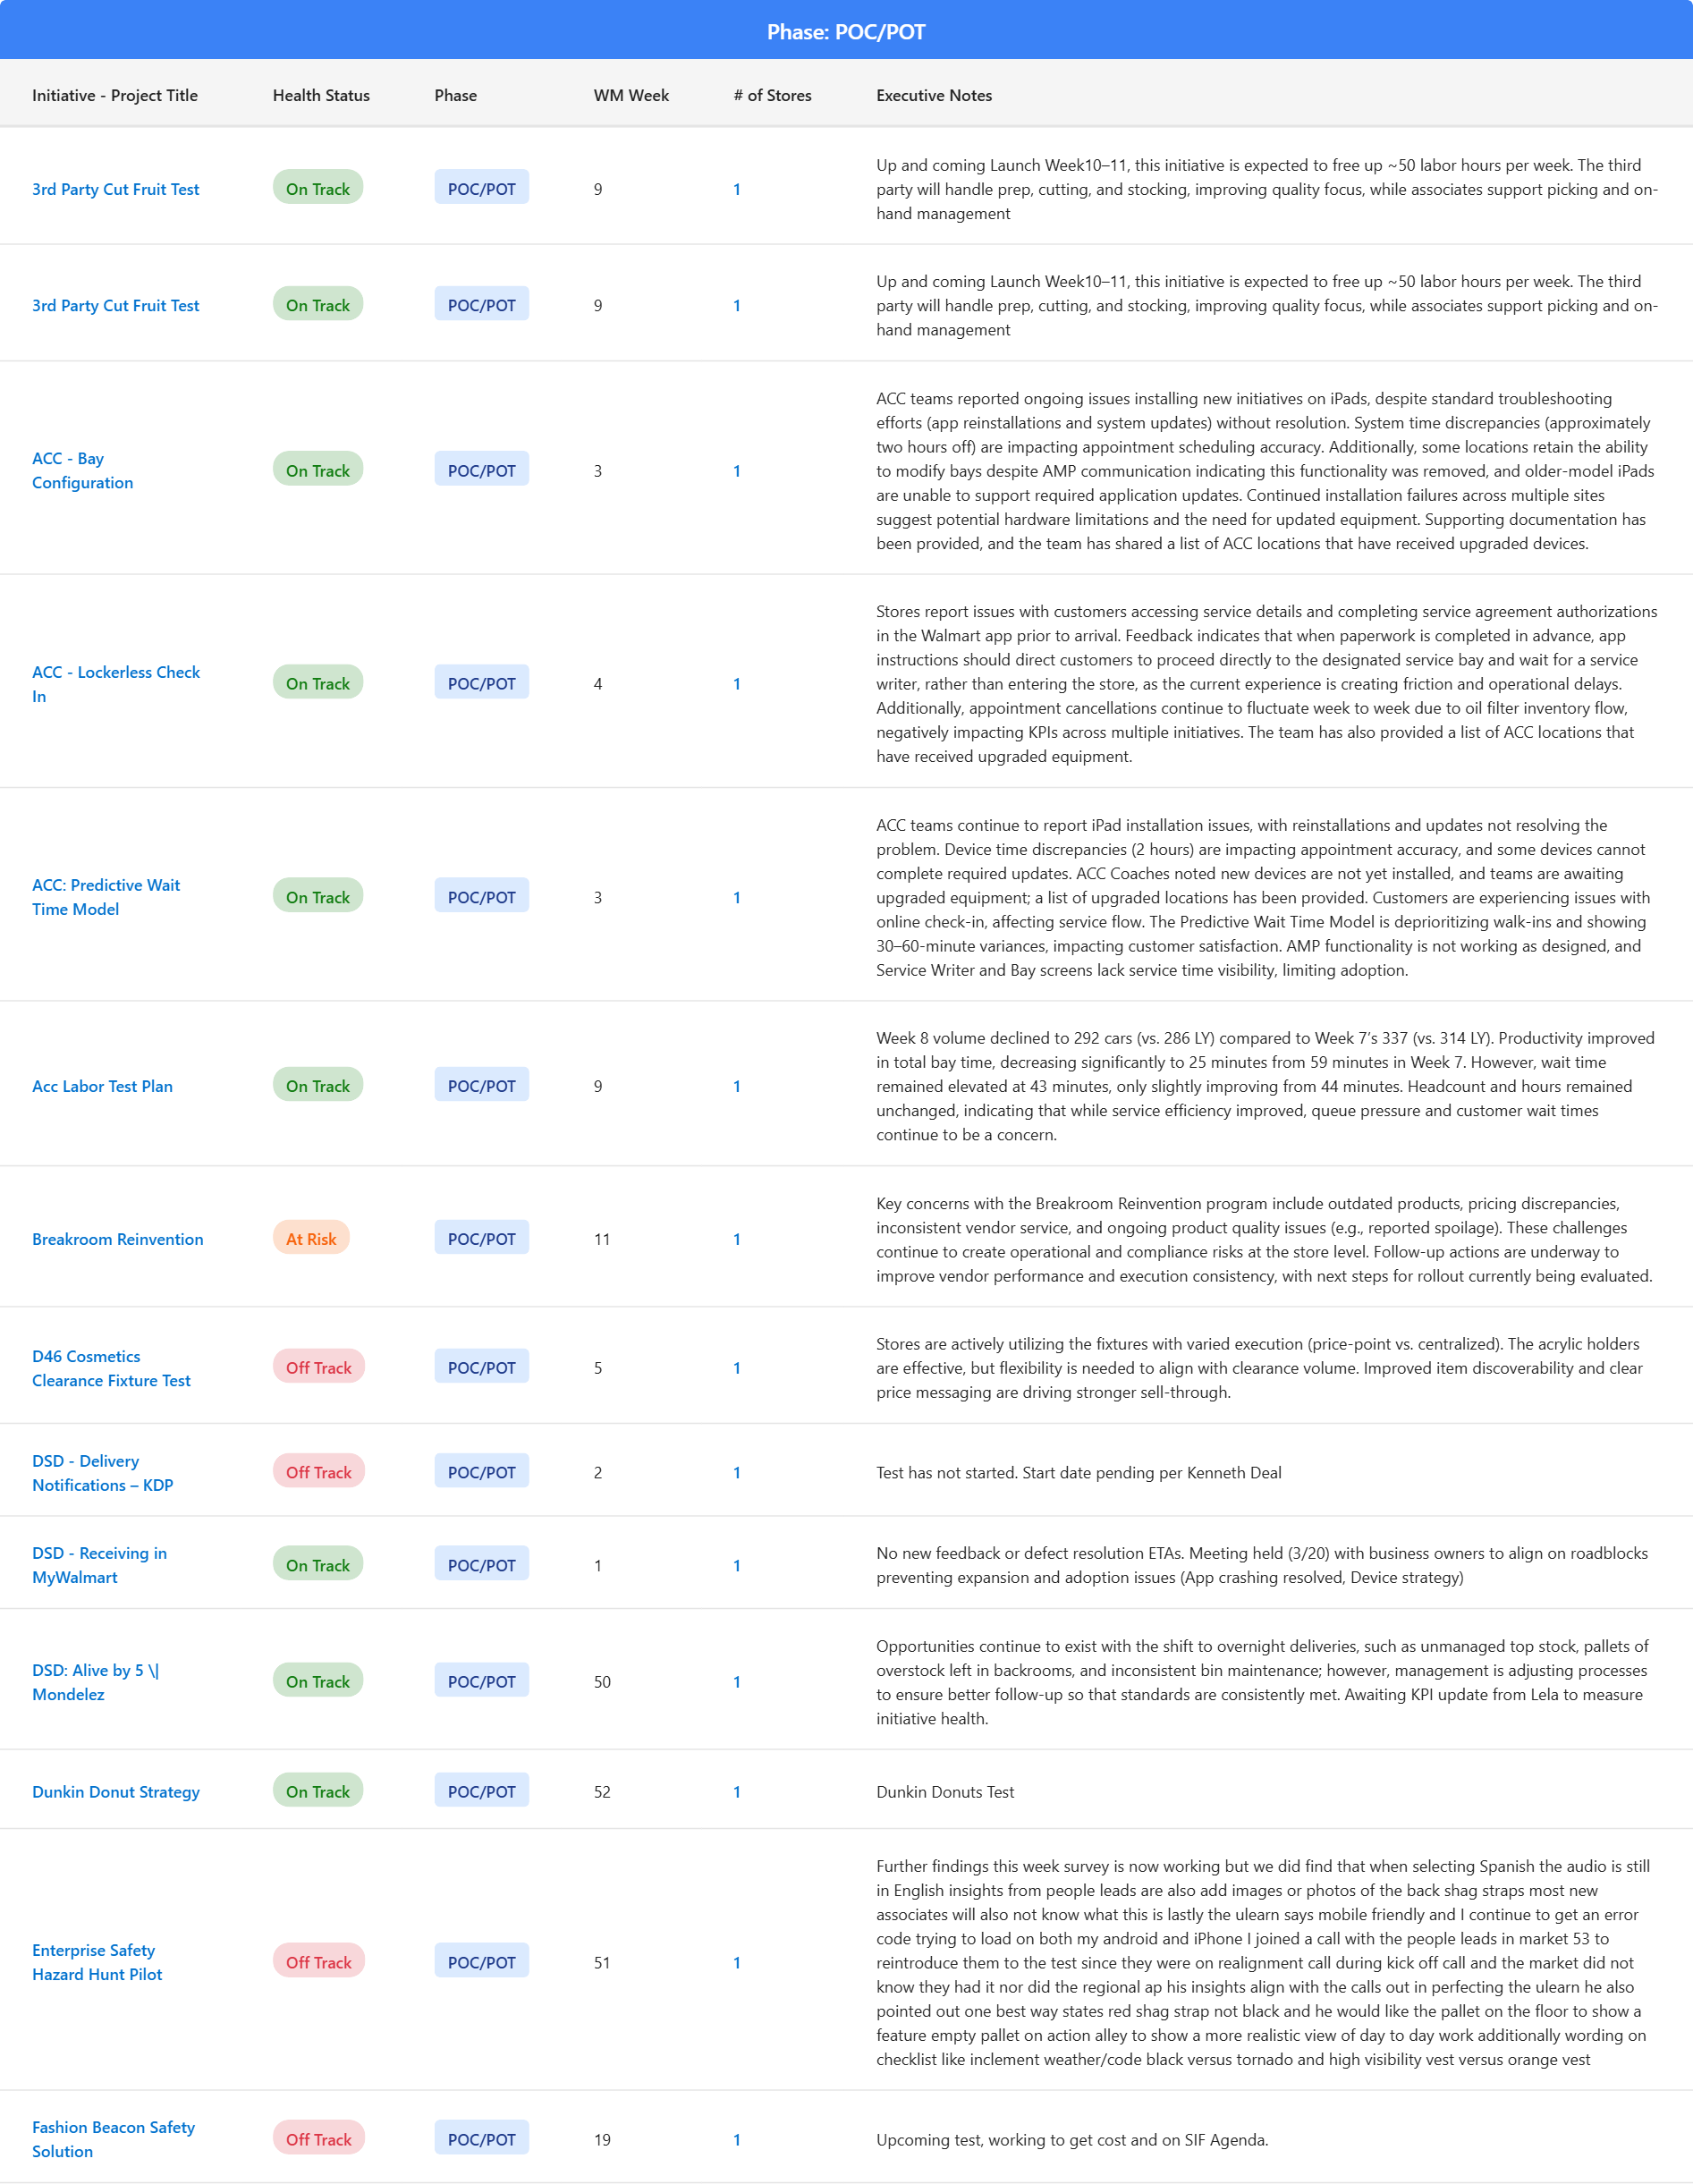 Phase: POC/POT
Initiative - Project Title Health Status Phase WM Week # of Stores Executive Notes
3rd Party Cut Fruit Test On Track POC/POT 9 1
Up and coming Launch Week10–11, this initiative is expected to free up ~50 labor hours per week. The third
party will handle prep, cutting, and stocking, improving quality focus, while associates support picking and on-
hand management
3rd Party Cut Fruit Test On Track POC/POT 9 1
Up and coming Launch Week10–11, this initiative is expected to free up ~50 labor hours per week. The third
party will handle prep, cutting, and stocking, improving quality focus, while associates support picking and on-
hand management
ACC - Bay
Configuration
On Track POC/POT 3 1
ACC teams reported ongoing issues installing new initiatives on iPads, despite standard troubleshooting
efforts (app reinstallations and system updates) without resolution. System time discrepancies (approximately
two hours off) are impacting appointment scheduling accuracy. Additionally, some locations retain the ability
to modify bays despite AMP communication indicating this functionality was removed, and older-model iPads
are unable to support required application updates. Continued installation failures across multiple sites
suggest potential hardware limitations and the need for updated equipment. Supporting documentation has
been provided, and the team has shared a list of ACC locations that have received upgraded devices.
ACC - Lockerless Check
In
On Track POC/POT 4 1
Stores report issues with customers accessing service details and completing service agreement authorizations
in the Walmart app prior to arrival. Feedback indicates that when paperwork is completed in advance, app
instructions should direct customers to proceed directly to the designated service bay and wait for a service
writer, rather than entering the store, as the current experience is creating friction and operational delays.
Additionally, appointment cancellations continue to fluctuate week to week due to oil filter inventory flow,
negatively impacting KPIs across multiple initiatives. The team has also provided a list of ACC locations that
have received upgraded equipment.
ACC: Predictive Wait
Time Model
On Track POC/POT 3 1
ACC teams continue to report iPad installation issues, with reinstallations and updates not resolving the
problem. Device time discrepancies (2 hours) are impacting appointment accuracy, and some devices cannot
complete required updates. ACC Coaches noted new devices are not yet installed, and teams are awaiting
upgraded equipment; a list of upgraded locations has been provided. Customers are experiencing issues with
online check-in, affecting service flow. The Predictive Wait Time Model is deprioritizing walk-ins and showing
30–60-minute variances, impacting customer satisfaction. AMP functionality is not working as designed, and
Service Writer and Bay screens lack service time visibility, limiting adoption.
Acc Labor Test Plan On Track POC/POT 9 1
Week 8 volume declined to 292 cars (vs. 286 LY) compared to Week 7’s 337 (vs. 314 LY). Productivity improved
in total bay time, decreasing significantly to 25 minutes from 59 minutes in Week 7. However, wait time
remained elevated at 43 minutes, only slightly improving from 44 minutes. Headcount and hours remained
unchanged, indicating that while service efficiency improved, queue pressure and customer wait times
continue to be a concern.
Breakroom Reinvention At Risk POC/POT 11 1
Key concerns with the Breakroom Reinvention program include outdated products, pricing discrepancies,
inconsistent vendor service, and ongoing product quality issues (e.g., reported spoilage). These challenges
continue to create operational and compliance risks at the store level. Follow-up actions are underway to
improve vendor performance and execution consistency, with next steps for rollout currently being evaluated.
D46 Cosmetics
Clearance Fixture Test
Off Track POC/POT 5 1
Stores are actively utilizing the fixtures with varied execution (price-point vs. centralized). The acrylic holders
are effective, but flexibility is needed to align with clearance volume. Improved item discoverability and clear
price messaging are driving stronger sell-through.
DSD - Delivery
Notifications – KDP
Off Track POC/POT 2 1
Test has not started. Start date pending per Kenneth Deal
DSD - Receiving in
MyWalmart
On Track POC/POT 1 1
No new feedback or defect resolution ETAs. Meeting held (3/20) with business owners to align on roadblocks
preventing expansion and adoption issues (App crashing resolved, Device strategy)
DSD: Alive by 5 \|
Mondelez
On Track POC/POT 50 1
Opportunities continue to exist with the shift to overnight deliveries, such as unmanaged top stock, pallets of
overstock left in backrooms, and inconsistent bin maintenance; however, management is adjusting processes
to ensure better follow-up so that standards are consistently met. Awaiting KPI update from Lela to measure
initiative health.
Dunkin Donut Strategy On Track POC/POT 52 1 Dunkin Donuts Test
Enterprise Safety
Hazard Hunt Pilot
Off Track POC/POT 51 1
Further findings this week survey is now working but we did find that when selecting Spanish the audio is still
in English insights from people leads are also add images or photos of the back shag straps most new
associates will also not know what this is lastly the ulearn says mobile friendly and I continue to get an error
code trying to load on both my android and iPhone I joined a call with the people leads in market 53 to
reintroduce them to the test since they were on realignment call during kick off call and the market did not
know they had it nor did the regional ap his insights align with the calls out in perfecting the ulearn he also
pointed out one best way states red shag strap not black and he would like the pallet on the floor to show a
feature empty pallet on action alley to show a more realistic view of day to day work additionally wording on
checklist like inclement weather/code black versus tornado and high visibility vest versus orange vest
Fashion Beacon Safety
Solution
Off Track POC/POT 19 1
Upcoming test, working to get cost and on SIF Agenda.